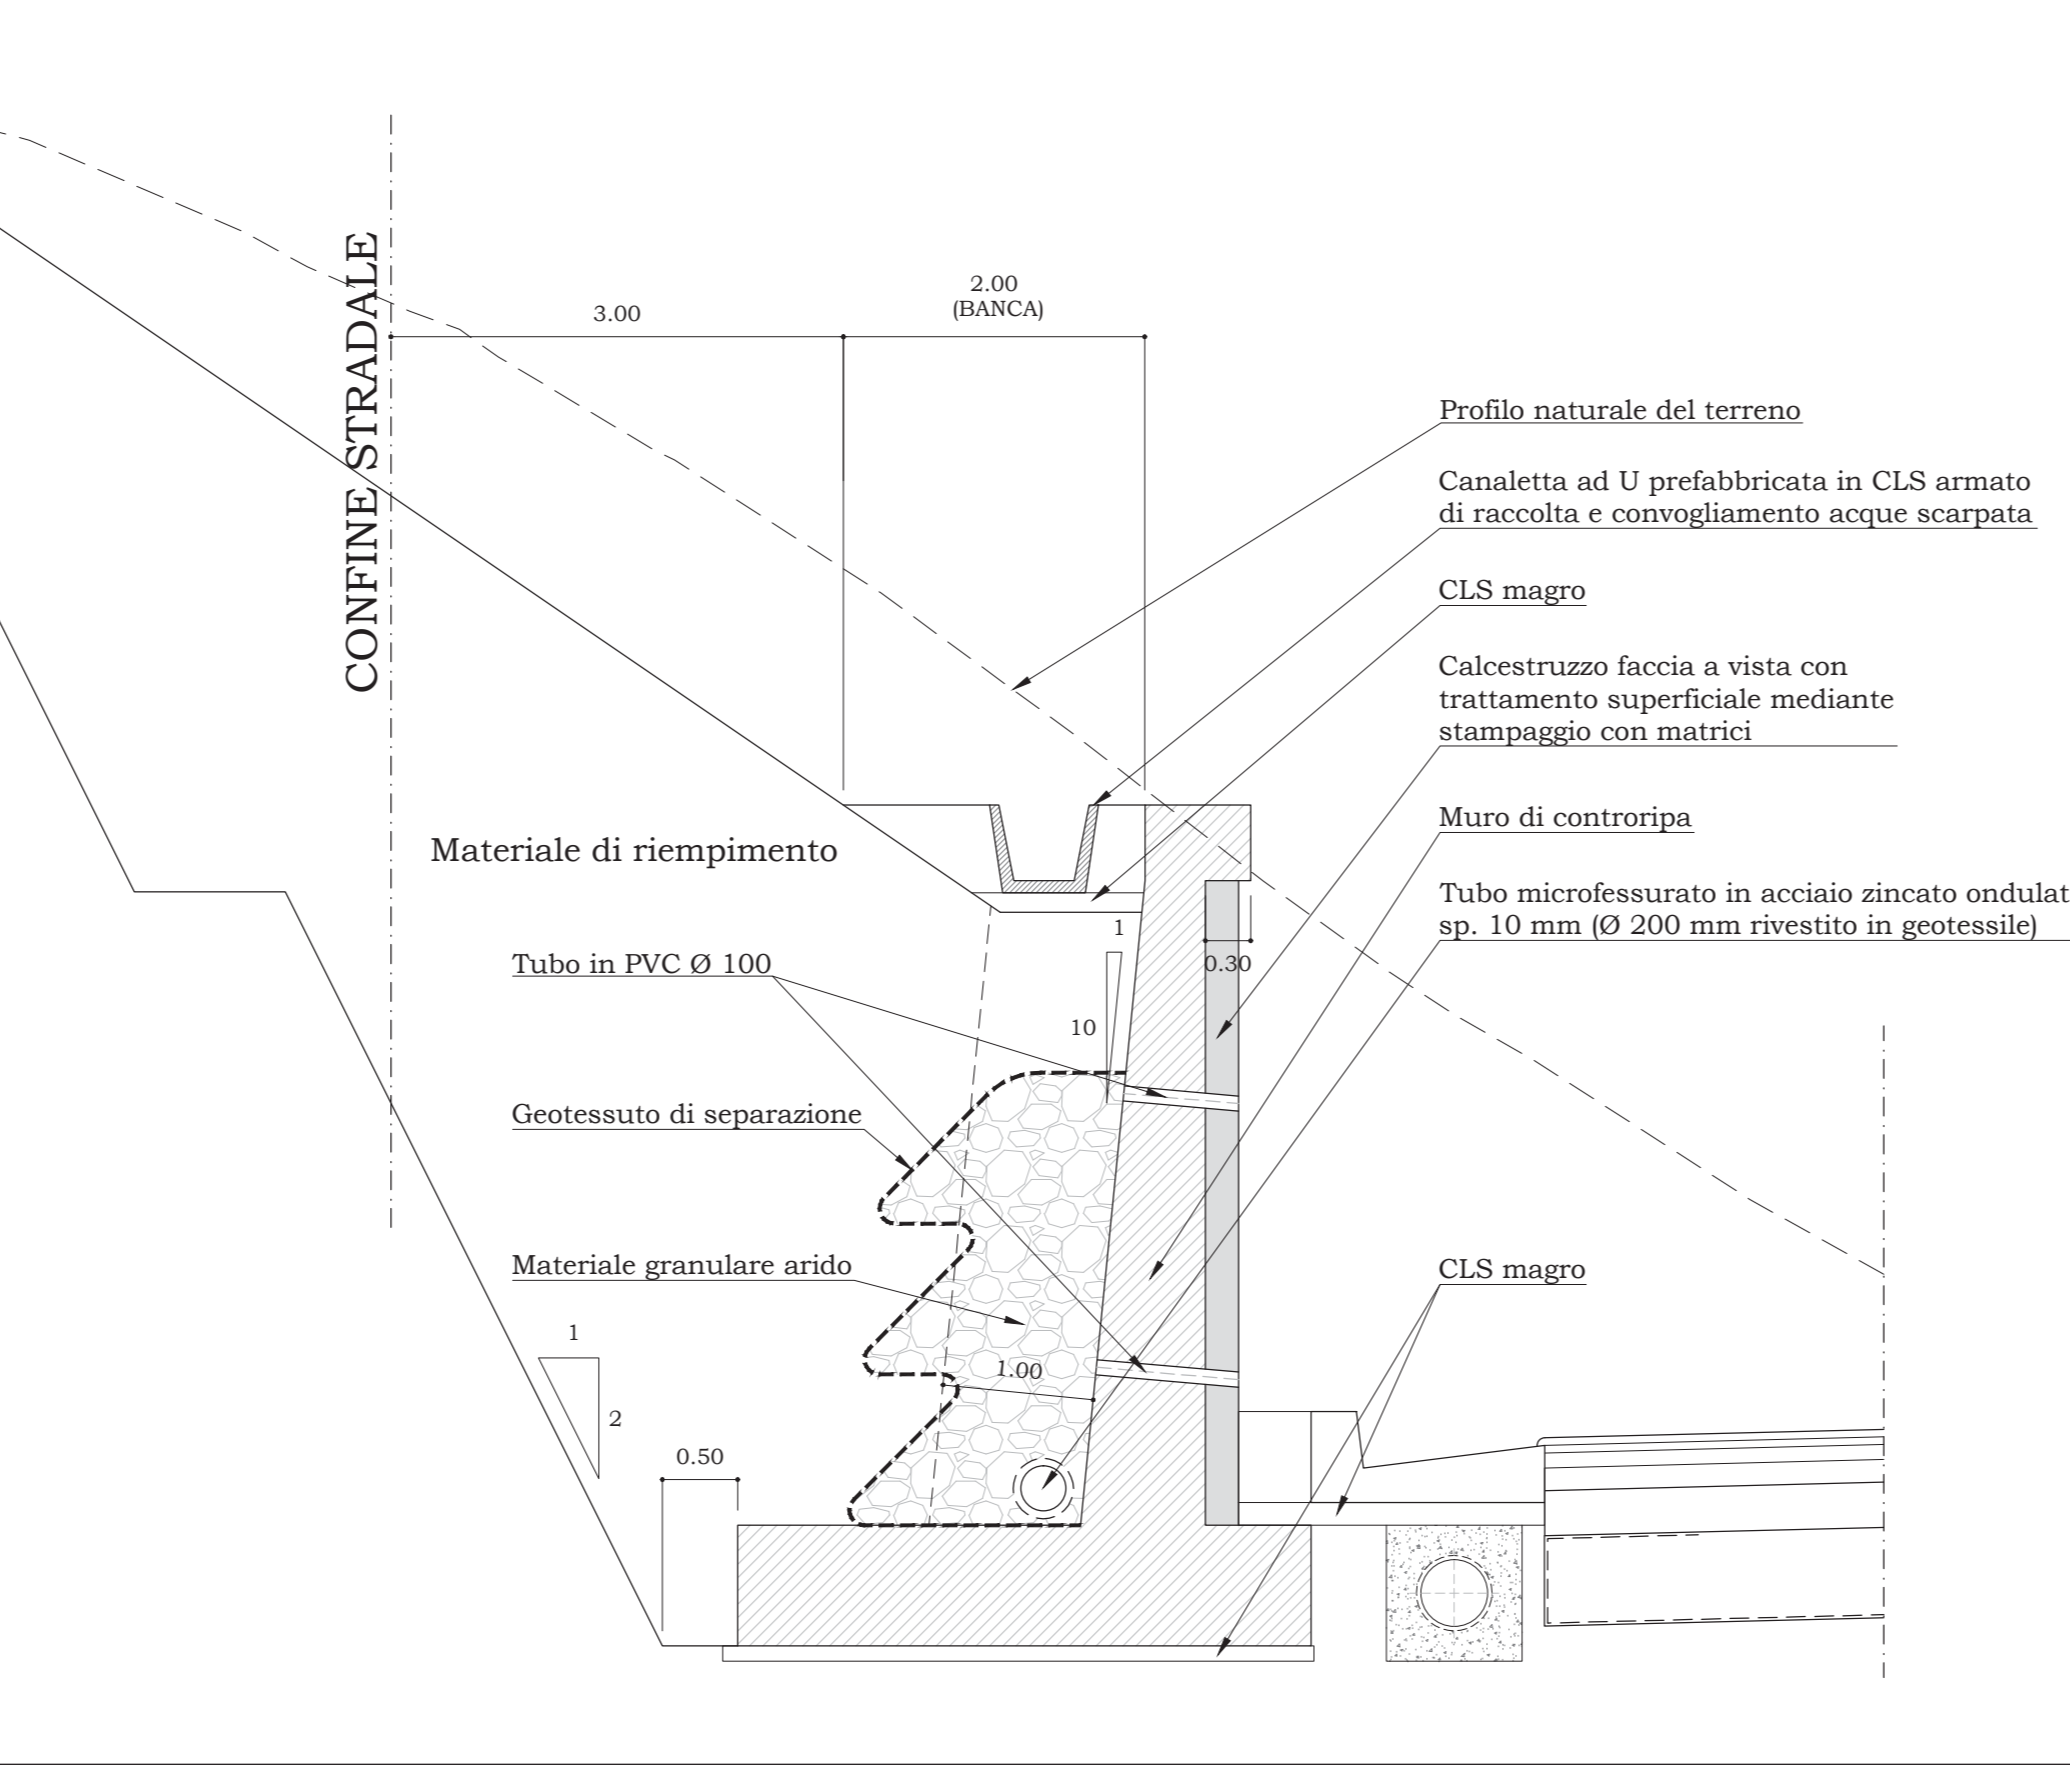 CONFINE STRADALE
3.00
2.00
(BANCA)
Profilo naturale del terreno
Canaletta ad U prefabbricata in CLS armato
di raccolta e convogliamento acque scarpata
CLS magro
Calcestruzzo faccia a vista con
trattamento superficiale mediante
stampaggio con matrici
Muro di controripa
Tubo microfessurato in acciaio zincato ondulat
sp. 10 mm (Ø 200 mm rivestito in geotessile)
Materiale di riempimento
1
10
0.30
Tubo in PVC Ø 100
Geotessuto di separazione
Materiale granulare arido
CLS magro
1
2
1.00
0.50